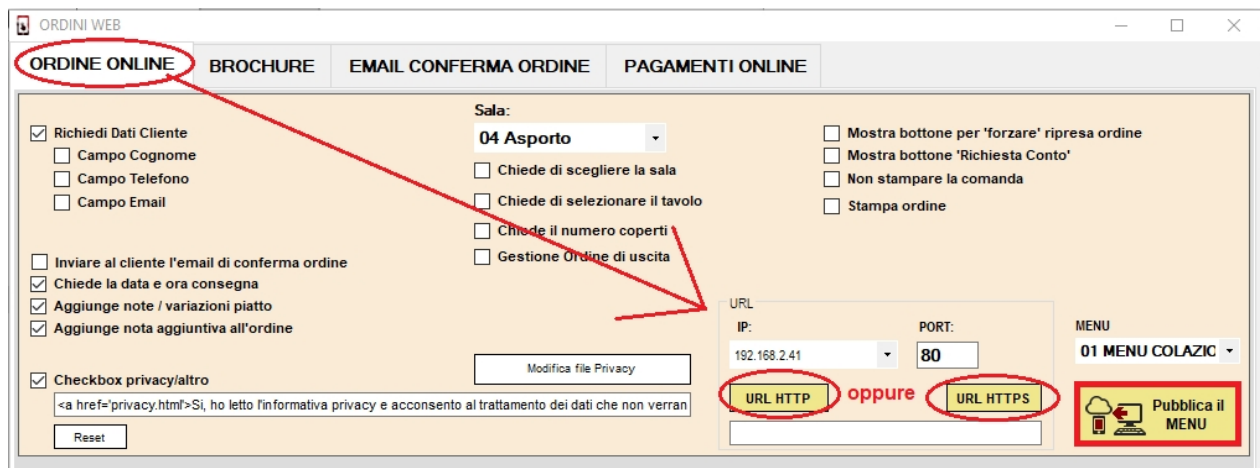 ORDINI WEB
ORDINE ONLINE
BROCHURE
EMAIL CONFERMA ORDINE
PAGAMENTI ONLINE
Richiedi Dati Cliente
Campo Cognome
Campo Telefono
Campo Email
Inviare al cliente l'email di conferma ordine
Chiede la data e ora consegna
Aggiunge note / variazioni piatto
Aggiunge nota aggiuntiva all'ordine
Checkbox privacy/altro
<a href='privacy.html'>Si, ho letto l'informativa privacy e acconsento al trattamento dei dati che non verran
Reset
Sala:
04 Asporto
Chiede di scegliere la sala
Chiede di selezionare il tavolo
Chiede il numero coperti
Gestione Ordine di uscita
Modifica file Privacy
Mostra bottone per 'forzare' ripresa ordine
Mostra bottone 'Richiesta Conto'
Non stampare la comanda
Stampa ordine
URL
IP:
PORT:
192.168.2.41
80
URL HTTP
oppure
URL HTTPS
MENU
01 MENU COLAZIC
Pubblica il
MENU